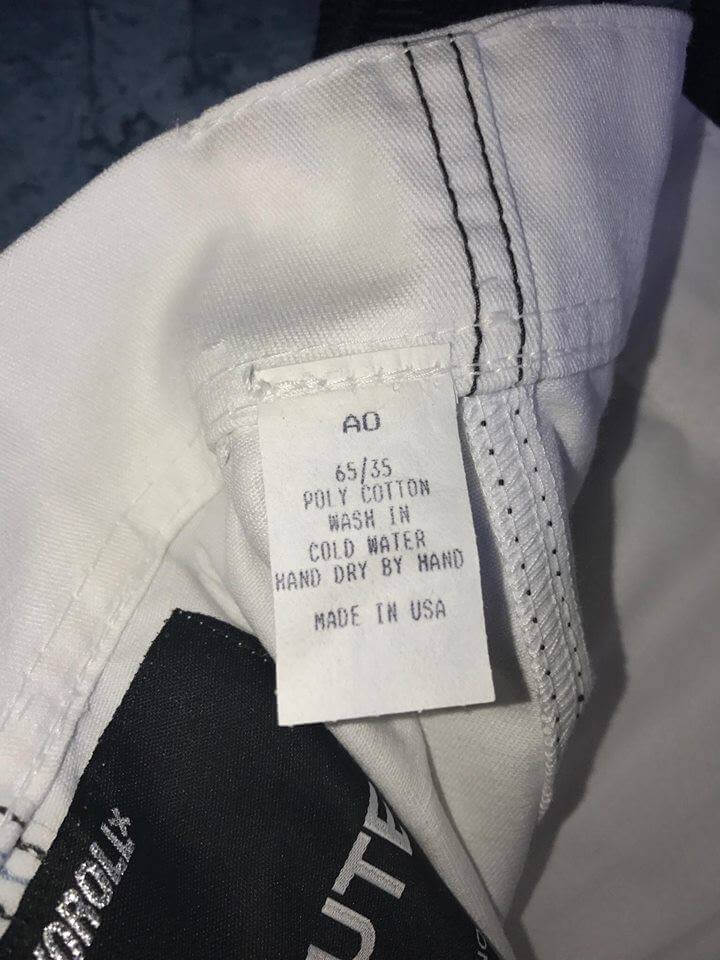 AO
65/35
POLY COTTON
WASH IN
COLD WATER
HAND DRY BY HAND
MADE IN USA